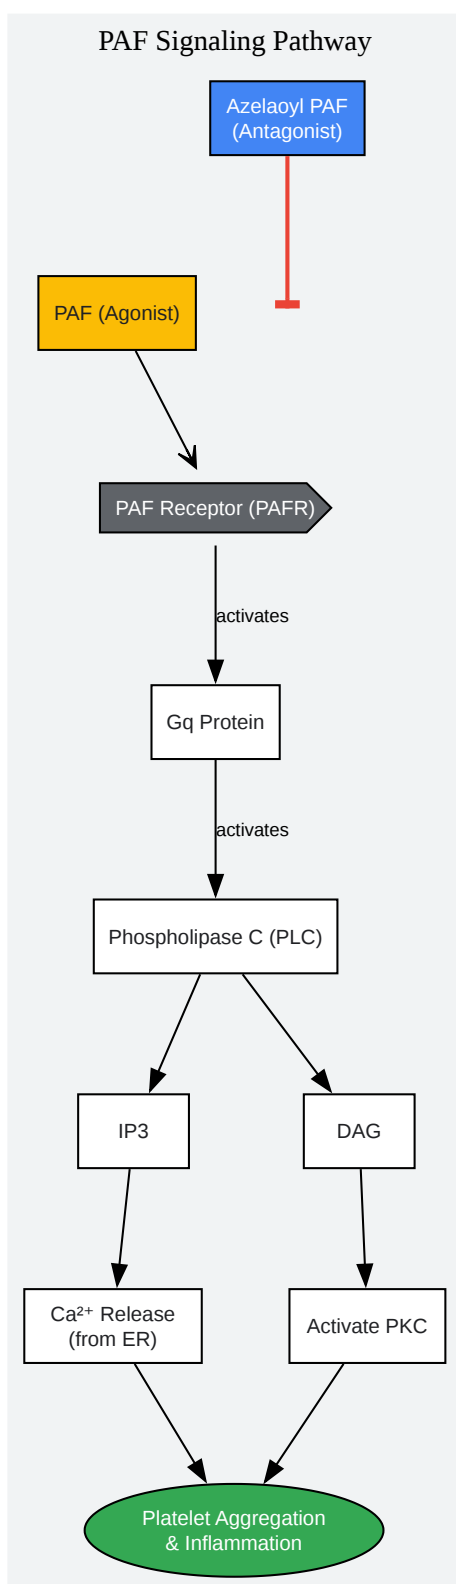 PAF Signaling Pathway
Azelaoyl PAF
(Antagonist)
PAF (Agonist)
PAF Receptor (PAFR)
activates
Gq Protein
activates
Phospholipase C (PLC)
IP3
DAG
Ca²⁺ Release
(from ER)
Activate PKC
Platelet Aggregation
& Inflammation